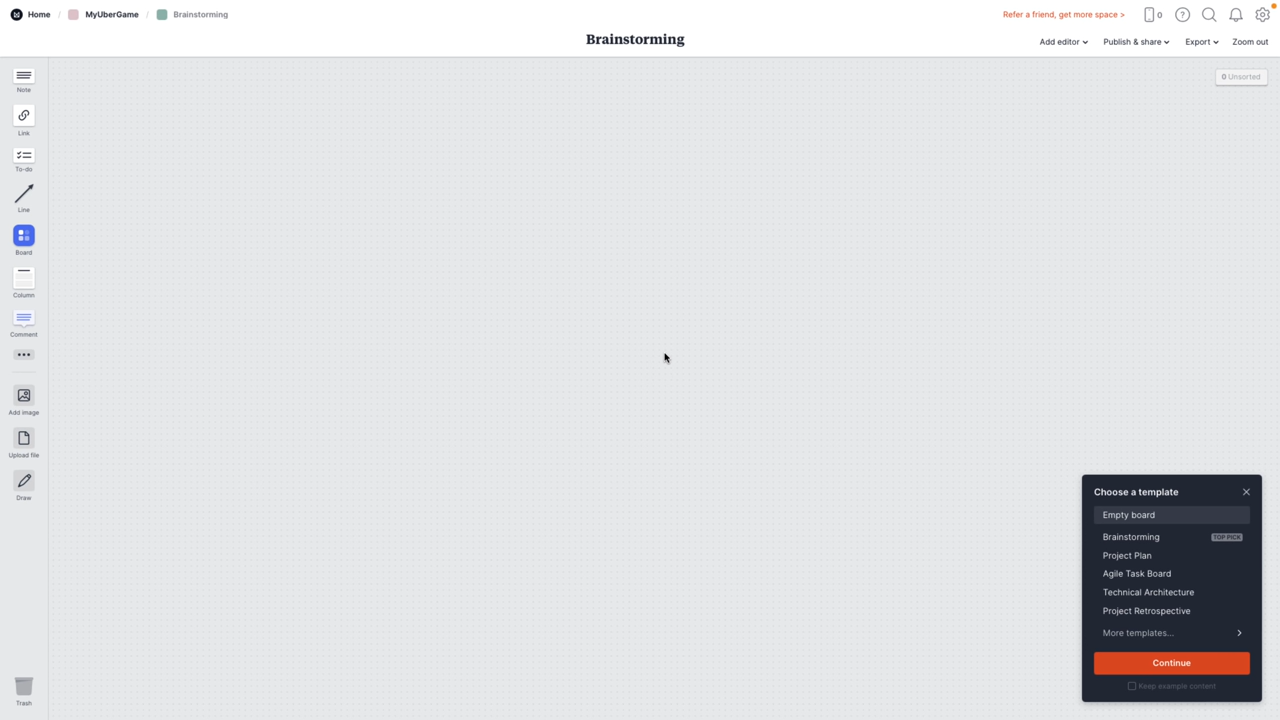 Home / MyUberGame / Brainstorming
Refer a friend, get more space >
0
Brainstorming
Add editor
Publish & share
Export
Zoom out
0 Unsorted
Note
Link
To-do
Line
Board
Column
Comment
Add image
Upload file
Draw
Trash
Choose a template
Empty board
Brainstorming TOP PICK
Project Plan
Agile Task Board
Technical Architecture
Project Retrospective
More templates...
Continue
Keep example content